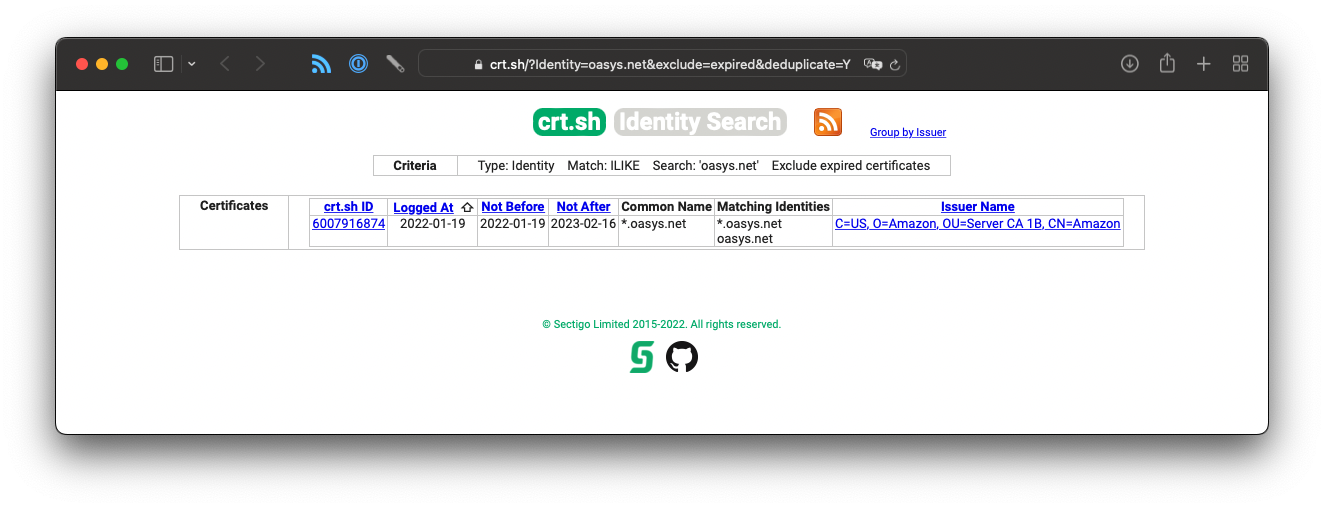 crt.sh/?Identity=oasys.net&exclude=expired&deduplicate=Y
crt.sh Identity Search Group by Issuer
Criteria Type: Identity Match: ILIKE Search: 'oasys.net' Exclude expired certificates
Certificates crt.sh ID Logged At Not Before Not After Common Name Matching Identities Issuer Name
6007916874 2022-01-19 2022-01-19 2023-02-16 *.oasys.net *.oasys.net C=US, O=Amazon, OU=Server CA 1B, CN=Amazon
oasys.net
© Sectigo Limited 2015-2022. All rights reserved.